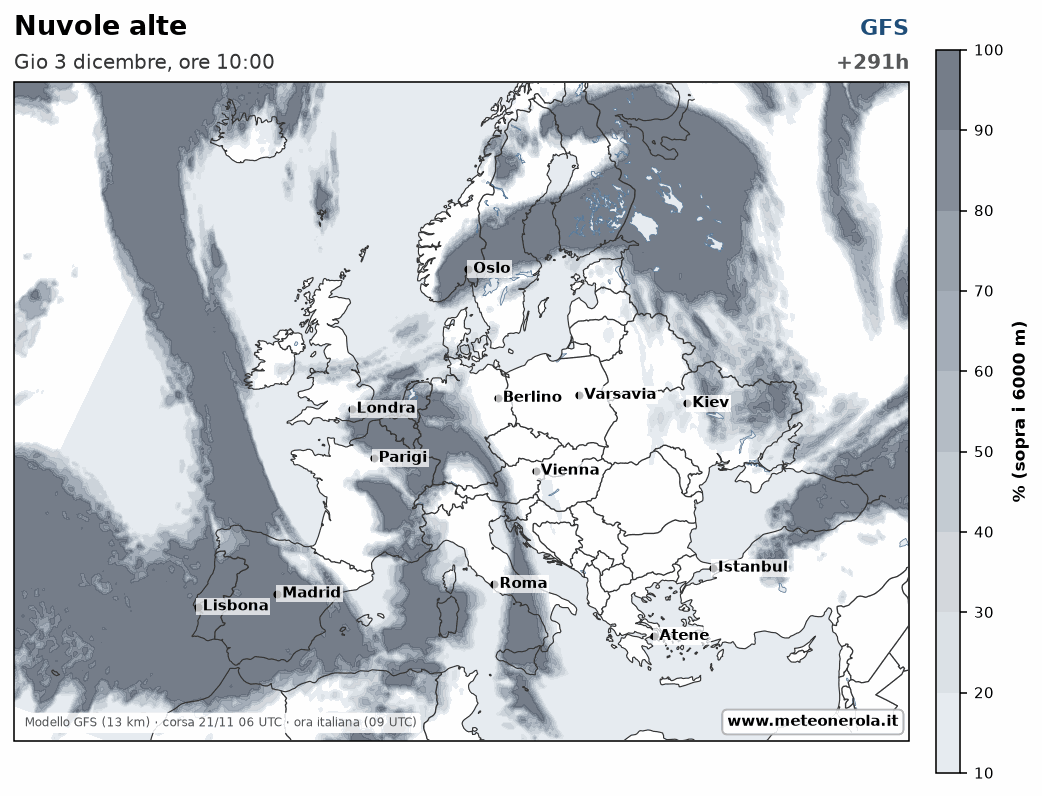 Nuvole alte
GFS
Gio 3 dicembre, ore 10:00
+291h
100
90
80
70
60
50
40
30
20
10
% (sopra i 6000 m)
Oslo
Berlino
Varsavia
Kiev
Londra
Parigi
Vienna
Istanbul
Roma
Madrid
Lisbona
Atene
Modello GFS (13 km) · corsa 21/11 06 UTC · ora italiana (09 UTC)
www.meteonerola.it